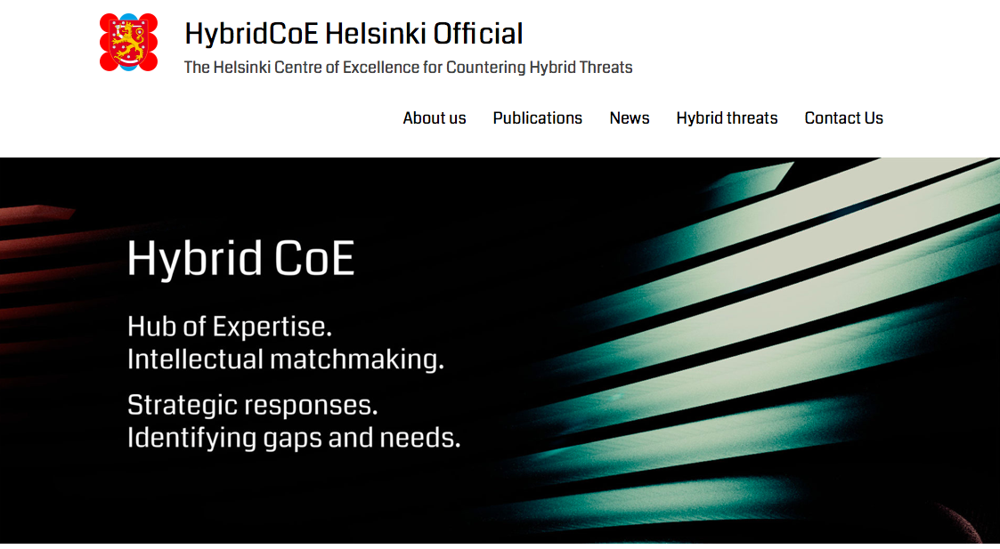 HybridCoE Helsinki Official
The Helsinki Centre of Excellence for Countering Hybrid Threats
About us Publications News Hybrid threats Contact Us
Hybrid CoE
Hub of Expertise.
Intellectual matchmaking.
Strategic responses.
Identifying gaps and needs.